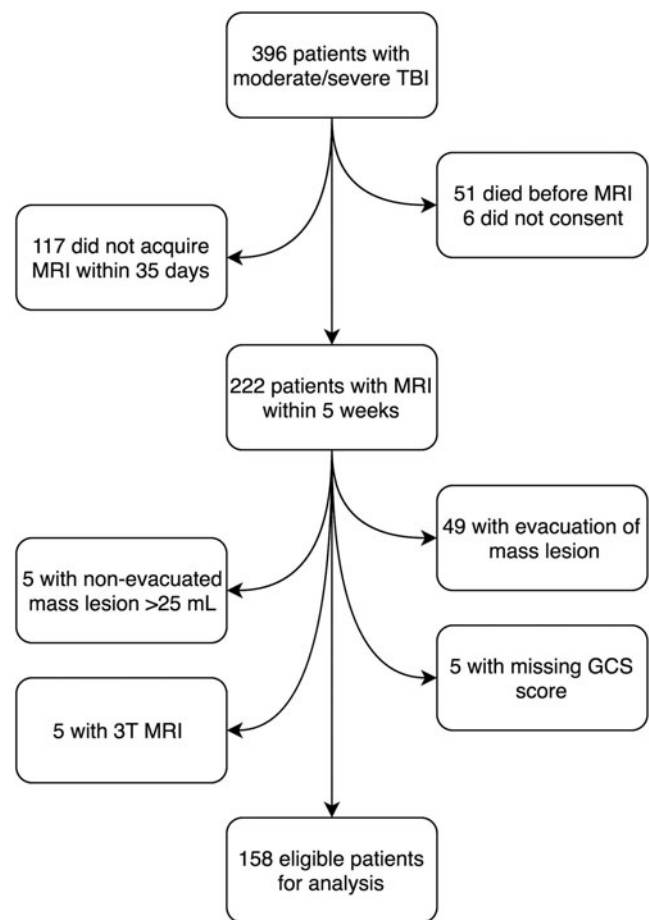 396 patients with
moderate/severe TBI
51 died before MRI
6 did not consent
117 did not acquire
MRI within 35 days
222 patients with MRI
within 5 weeks
49 with evacuation of
mass lesion
5 with non-evacuated
mass lesion >25 mL
5 with missing GCS
score
5 with 3T MRI
158 eligible patients
for analysis